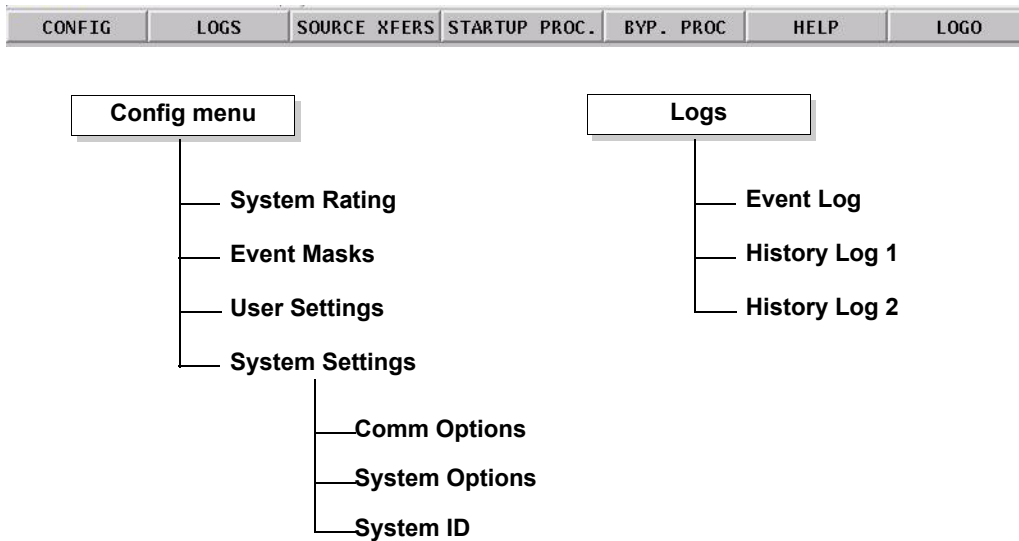 CONFIG LOGS SOURCE XFERS STARTUP PROC. BYP. PROC HELP LOGO
Config menu
System Rating
Event Masks
User Settings
System Settings
Comm Options
System Options
System ID
Logs
Event Log
History Log 1
History Log 2